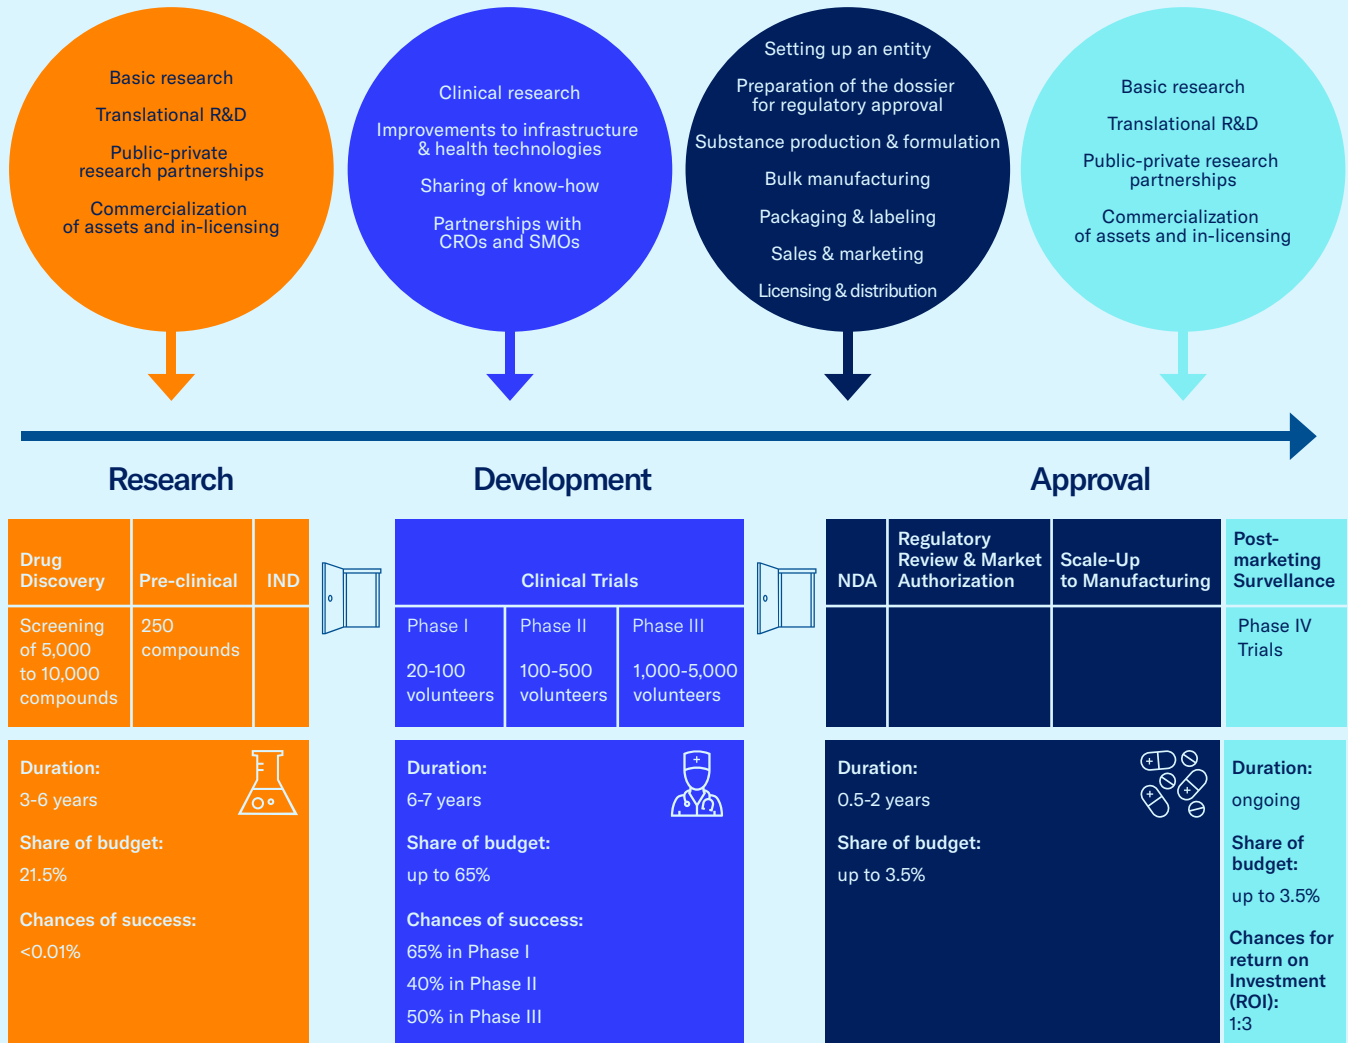 Basic research
Translational R&D
Public-private
research partnerships
Commercialization
of assets and in-licensing
Clinical research
Improvements to infrastructure
& health technologies
Sharing of know-how
Partnerships with
CROs and SMOs
Setting up an entity
Preparation of the dossier
for regulatory approval
Substance production & formulation
Bulk manufacturing
Packaging & labeling
Sales & marketing
Licensing & distribution
Basic research
Translational R&D
Public-private research
partnerships
Commercialization
of assets and in-licensing
Research
Development
Approval
Drug
Discovery
Pre-clinical
IND
Screening
of 5,000
to 10,000
compounds
250
compounds
Clinical Trials
Phase I
20-100
volunteers
Phase II
100-500
volunteers
Phase III
1,000-5,000
volunteers
NDA
Regulatory
Review & Market
Authorization
Scale-Up
to Manufacturing
Post-
marketing
Survellance
Phase IV
Trials
Duration:
3-6 years
Share of budget:
21.5%
Chances of success:
<0.01%
Duration:
6-7 years
Share of budget:
up to 65%
Chances of success:
65% in Phase I
40% in Phase II
50% in Phase III
Duration:
0.5-2 years
Share of budget:
up to 3.5%
Duration:
ongoing
Share of
budget:
up to 3.5%
Chances for
return on
Investment
(ROI):
1:3